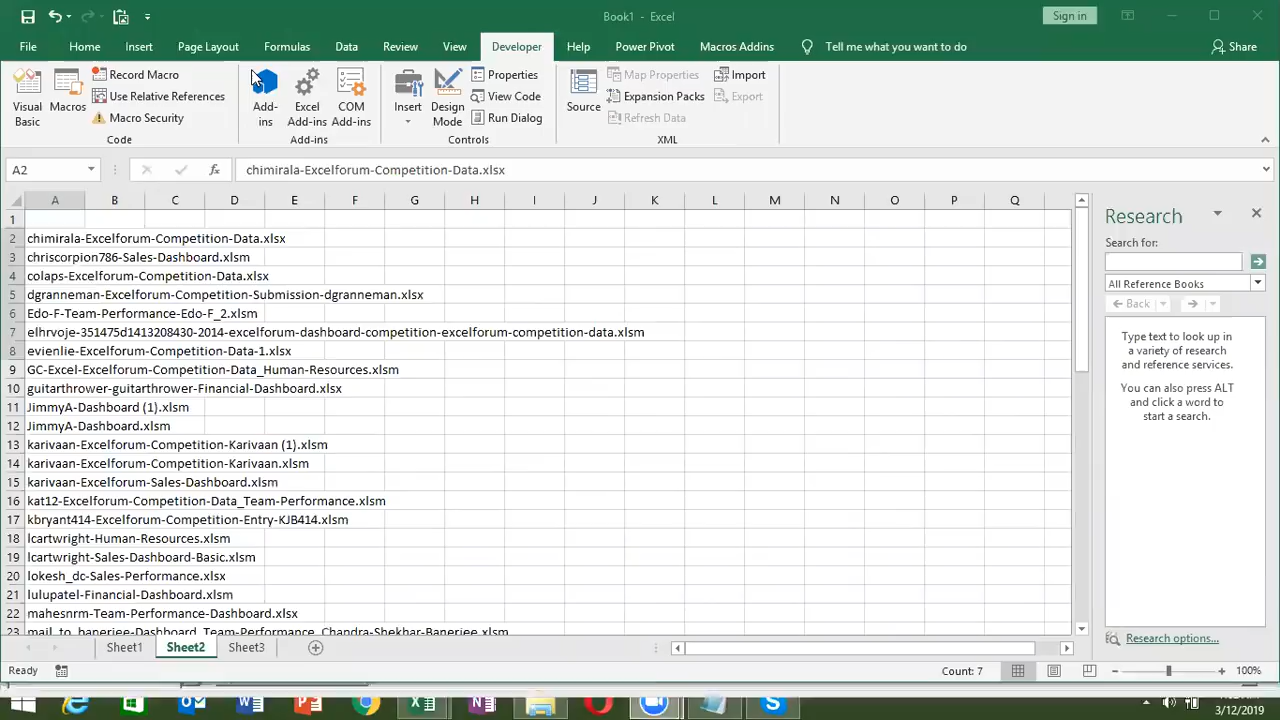 Book1 - Excel
Sign in
File Home Insert Page Layout Formulas Data Review View Developer Help Power Pivot Macros Addins Tell me what you want to do Share
Visual Basic
Macros
Record Macro
Use Relative References
Macro Security
Code
Add-ins
Excel Add-ins
COM Add-ins
Add-ins
Insert
Design Mode
Properties
View Code
Run Dialog
Controls
Source
Map Properties
Expansion Packs
Refresh Data
Import
Export
XML
A2 fx chimirala-Excelforum-Competition-Data.xlsx
A B C D E F G H I J K L M N O P Q
1
2 chimirala-Excelforum-Competition-Data.xlsx
3 chriscorpion786-Sales-Dashboard.xlsm
4 colaps-Excelforum-Competition-Data.xlsx
5 dgranneman-Excelforum-Competition-Submission-dgranneman.xlsx
6 Edo-F-Team-Performance-Edo-F_2.xlsm
7 elhrvoje-351475d1413208430-2014-excelforum-dashboard-competition-excelforum-competition-data.xlsm
8 evienlie-Excelforum-Competition-Data-1.xlsx
9 GC-Excel-Excelforum-Competition-Data_Human-Resources.xlsm
10 guitarthrower-guitarthrower-Financial-Dashboard.xlsm
11 JimmyA-Dashboard (1).xlsm
12 JimmyA-Dashboard.xlsm
13 karivaan-Excelforum-Competition-Karivaan (1).xlsm
14 karivaan-Excelforum-Competition-Karivaan.xlsm
15 karivaan-Excelforum-Sales-Dashboard.xlsm
16 kat12-Excelforum-Competition-Data_Team-Performance.xlsm
17 kbryant414-Excelforum-Competition-Entry-KJB414.xlsm
18 lcartwright-Human-Resources.xlsm
19 lcartwright-Sales-Dashboard-Basic.xlsm
20 lokesh_dc-Sales-Performance.xlsx
21 lulupatel-Financial-Dashboard.xlsm
22 mahesnrm-Team-Performance-Dashboard.xlsx
23 mail_to_banerjee-Dashboard_Team-Performance_Chandra-Shekhar-Banerjee.xlsm
Research
Search for:
All Reference Books
Back
Type text to look up in
a variety of research
and reference services.
You can also press ALT
and click a word to
start a search.
Research options...
Sheet1 Sheet2 Sheet3
Ready
Count: 7
100%
3/12/2019